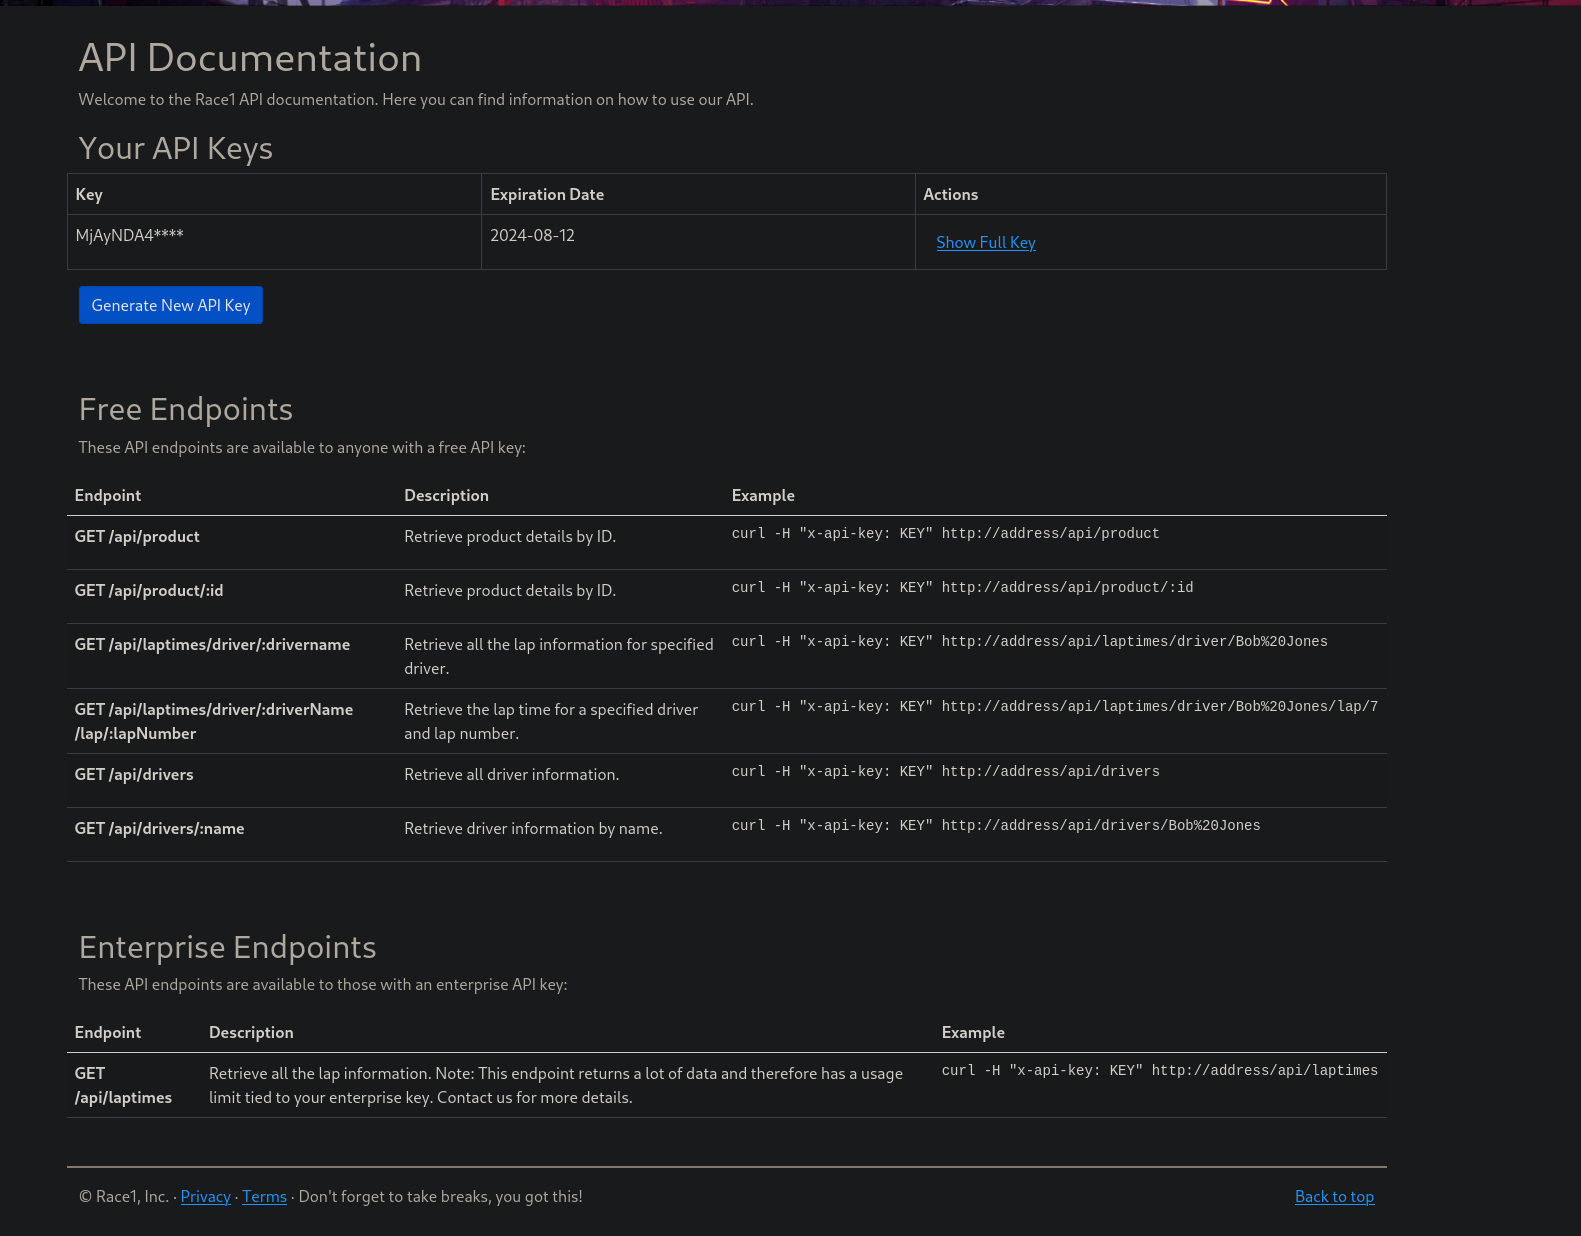 API Documentation
Welcome to the Race1 API documentation. Here you can find information on how to use our API.
Your API Keys
Key Expiration Date Actions
MjAyNDA4**** 2024-08-12 Show Full Key
Generate New API Key
Free Endpoints
These API endpoints are available to anyone with a free API key:
Endpoint Description Example
GET /api/product Retrieve product details by ID. curl -H "x-api-key: KEY" http://address/api/product
GET /api/product/:id Retrieve product details by ID. curl -H "x-api-key: KEY" http://address/api/product/:id
GET /api/laptimes/driver/:drivername Retrieve all the lap information for specified curl -H "x-api-key: KEY" http://address/api/laptimes/driver/Bob%20Jones
driver.
GET /api/laptimes/driver/:driverName Retrieve the lap time for a specified driver curl -H "x-api-key: KEY" http://address/api/laptimes/driver/Bob%20Jones/lap/7
/lap/:lapNumber and lap number.
GET /api/drivers Retrieve all driver information. curl -H "x-api-key: KEY" http://address/api/drivers
GET /api/drivers/:name Retrieve driver information by name. curl -H "x-api-key: KEY" http://address/api/drivers/Bob%20Jones
Enterprise Endpoints
These API endpoints are available to those with an enterprise API key:
Endpoint Description Example
GET Retrieve all the lap information. Note: This endpoint returns a lot of data and therefore has a usage curl -H "x-api-key: KEY" http://address/api/laptimes
/api/laptimes limit tied to your enterprise key. Contact us for more details.
© Race1, Inc. · Privacy · Terms · Don't forget to take breaks, you got this! Back to top